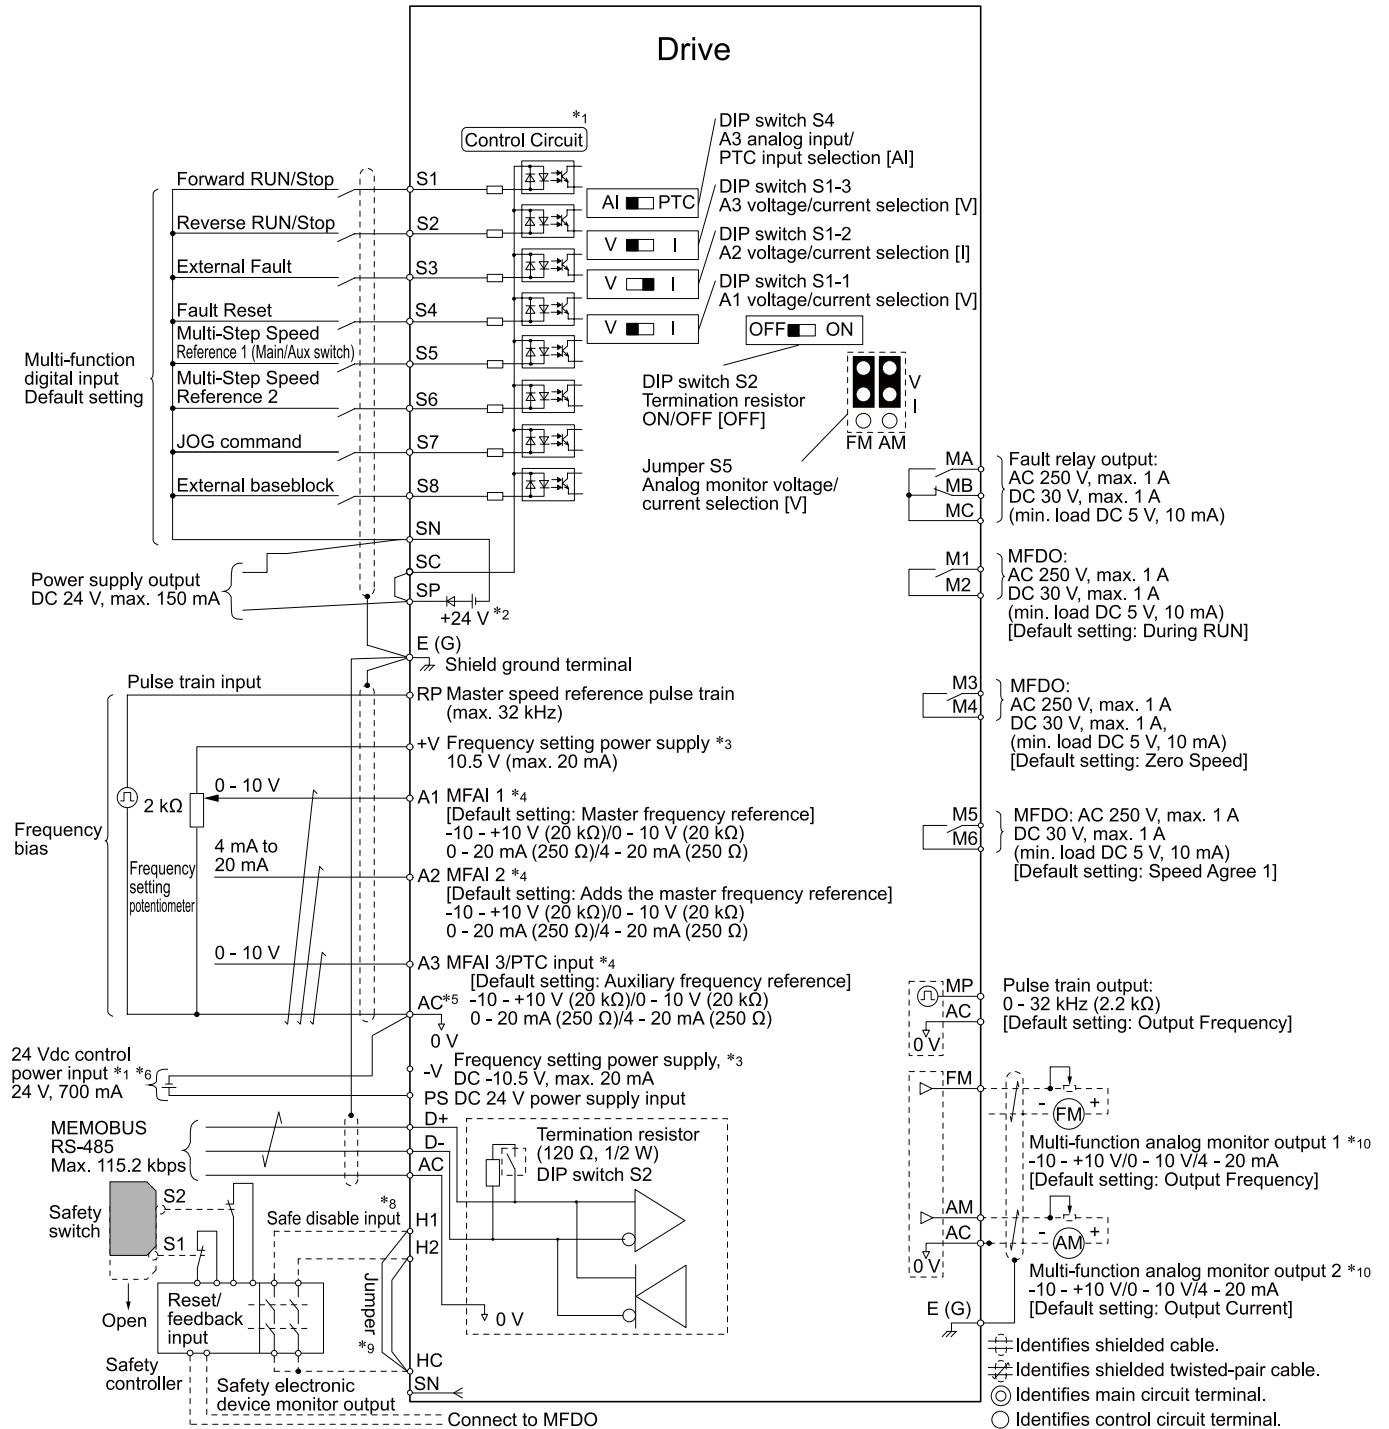 Drive
*1
Control Circuit
DIP switch S4
A3 analog input/
PTC input selection [AI]
AI PTC
DIP switch S1-3
A3 voltage/current selection [V]
V I
DIP switch S1-2
A2 voltage/current selection [I]
V I
DIP switch S1-1
A1 voltage/current selection [V]
V I
OFF ON
DIP switch S2
Termination resistor
ON/OFF [OFF]
V
I
FM AM
Jumper S5
Analog monitor voltage/
current selection [V]
Multi-function
digital input
Default setting
Forward RUN/Stop
S1
Reverse RUN/Stop
S2
External Fault
S3
Fault Reset
S4
Multi-Step Speed
Reference 1 (Main/Aux switch)
S5
Multi-Step Speed
Reference 2
S6
JOG command
S7
External baseblock
S8
SN
SC
SP
+24 V *2
Power supply output
DC 24 V, max. 150 mA
E (G)
Shield ground terminal
Pulse train input
RP Master speed reference pulse train
(max. 32 kHz)
+V Frequency setting power supply *3
10.5 V (max. 20 mA)
Frequency
bias
2 kΩ
Frequency
setting
potentiometer
0 - 10 V
A1 MFAI 1 *4
[Default setting: Master frequency reference]
-10 - +10 V (20 kΩ)/0 - 10 V (20 kΩ)
0 - 20 mA (250 Ω)/4 - 20 mA (250 Ω)
4 mA to
20 mA
A2 MFAI 2 *4
[Default setting: Adds the master frequency reference]
-10 - +10 V (20 kΩ)/0 - 10 V (20 kΩ)
0 - 20 mA (250 Ω)/4 - 20 mA (250 Ω)
0 - 10 V
A3 MFAI 3/PTC input *4
[Default setting: Auxiliary frequency reference]
AC*5 -10 - +10 V (20 kΩ)/0 - 10 V (20 kΩ)
0 - 20 mA (250 Ω)/4 - 20 mA (250 Ω)
0 V
-V Frequency setting power supply, *3
DC -10.5 V, max. 20 mA
24 Vdc control
power input *1 *6
24 V, 700 mA
PS DC 24 V power supply input
MEMOBUS
RS-485
Max. 115.2 kbps
D+
D-
AC
Termination resistor
(120 Ω, 1/2 W)
DIP switch S2
0 V
Safety
switch
S2
S1
Open
Safe disable input
*8
H1
H2
Jumper *9
HC
SN
Reset/
feedback
input
Safety
controller
Safety electronic
device monitor output
Connect to MFDO
MA
MB
MC
Fault relay output:
AC 250 V, max. 1 A
DC 30 V, max. 1 A
(min. load DC 5 V, 10 mA)
M1
M2
MFDO:
AC 250 V, max. 1 A
DC 30 V, max. 1 A
(min. load DC 5 V, 10 mA)
[Default setting: During RUN]
M3
M4
MFDO:
AC 250 V, max. 1 A
DC 30 V, max. 1 A,
(min. load DC 5 V, 10 mA)
[Default setting: Zero Speed]
M5
M6
MFDO: AC 250 V, max. 1 A
DC 30 V, max. 1 A
(min. load DC 5 V, 10 mA)
[Default setting: Speed Agree 1]
MP
AC
0 V
Pulse train output:
0 - 32 kHz (2.2 kΩ)
[Default setting: Output Frequency]
FM
- +
FM
Multi-function analog monitor output 1 *10
-10 - +10 V/0 - 10 V/4 - 20 mA
[Default setting: Output Frequency]
AM
AC
0 V
- +
AM
Multi-function analog monitor output 2 *10
-10 - +10 V/0 - 10 V/4 - 20 mA
[Default setting: Output Current]
E (G)
Identifies shielded cable.
Identifies shielded twisted-pair cable.
Identifies main circuit terminal.
Identifies control circuit terminal.